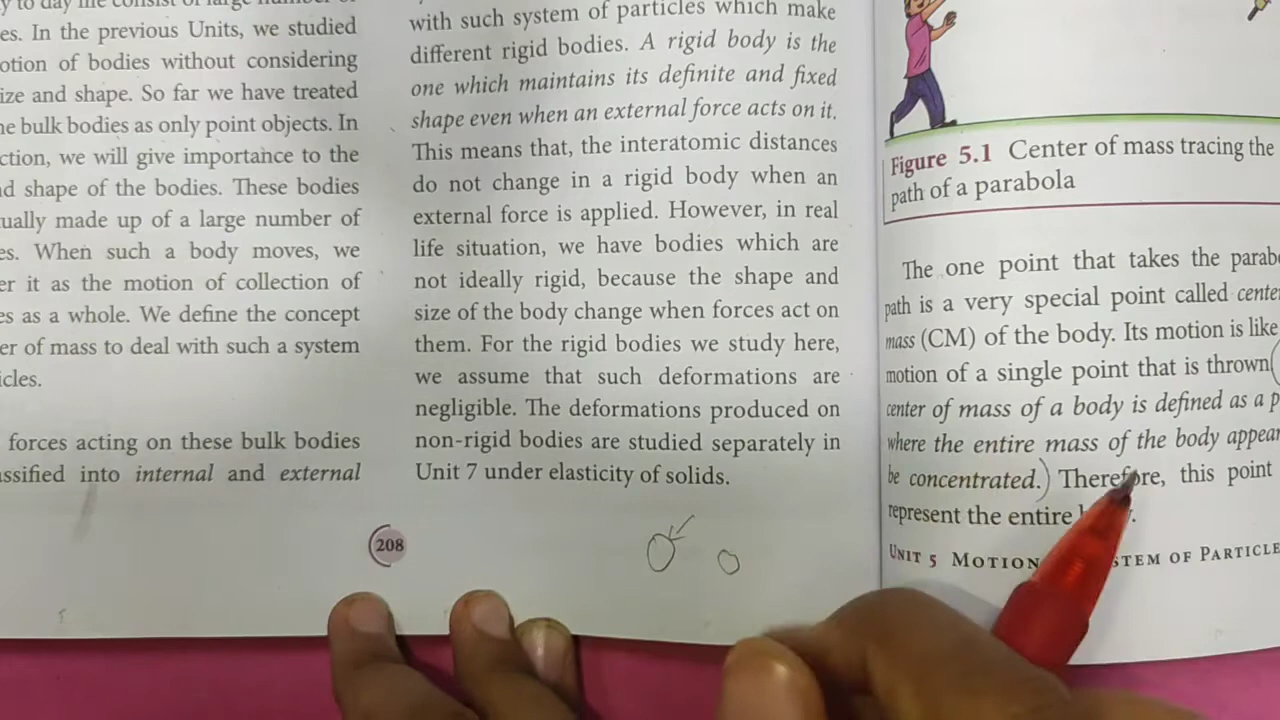 es. In the previous Units, we studied
otion of bodies without considering
ize and shape. So far we have treated
he bulk bodies as only point objects. In
ction, we will give importance to the
nd shape of the bodies. These bodies
tually made up of a large number of
es. When such a body moves, we
er it as the motion of collection of
es as a whole. We define the concept
er of mass to deal with such a system
icles.
forces acting on these bulk bodies
assified into internal and external
208
with such system of particles which make
different rigid bodies. A rigid body is the
one which maintains its definite and fixed
shape even when an external force acts on it.
This means that, the interatomic distances
do not change in a rigid body when an
external force is applied. However, in real
life situation, we have bodies which are
not ideally rigid, because the shape and
size of the body change when forces act on
them. For the rigid bodies we study here,
we assume that such deformations are
negligible. The deformations produced on
non-rigid bodies are studied separately in
Unit 7 under elasticity of solids.
Figure 5.1 Center of mass tracing the
path of a parabola
The one point that takes the parab
path is a very special point called cente
mass (CM) of the body. Its motion is like
motion of a single point that is thrown(
center of mass of a body is defined as a p
where the entire mass of the body appear
be concentrated.) Therefore, this point
represent the entire
UNIT 5 MOTION STEM OF PARTICLE